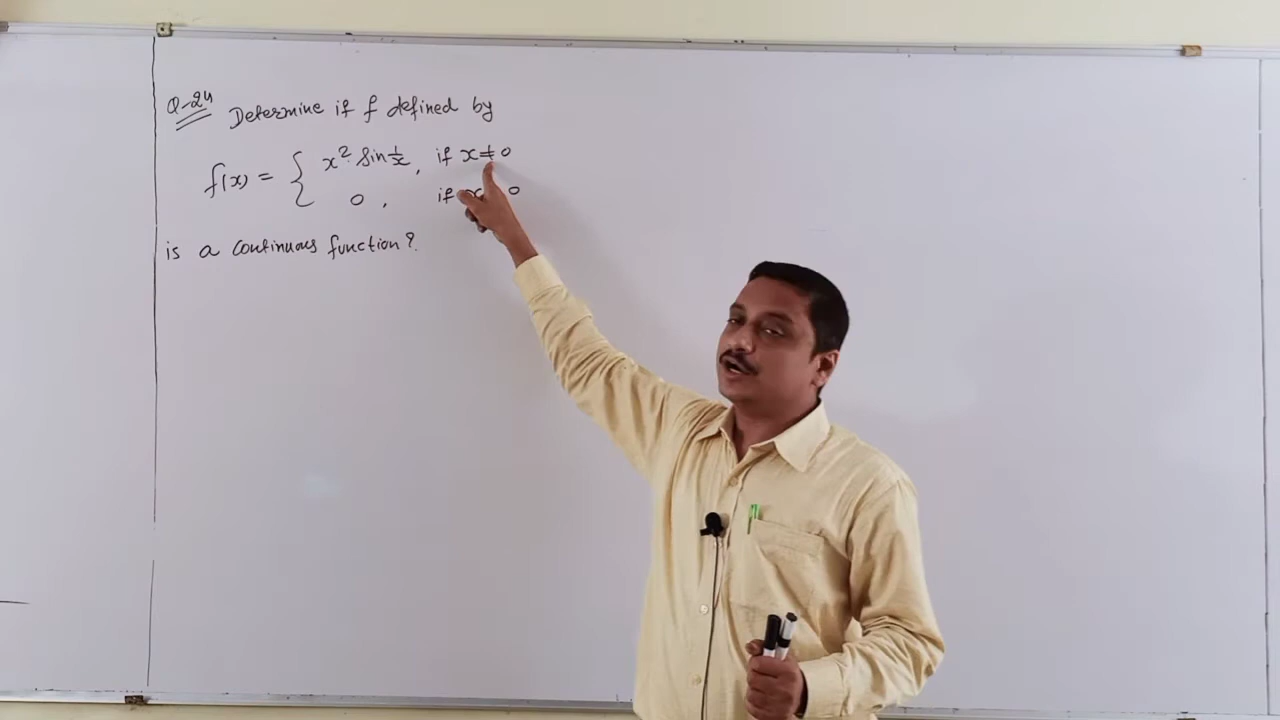 Q-24 Determine if f defined by
f(x) = { x² sin 1/x, if x ≠ 0
0, if x 0
is a continuous function?